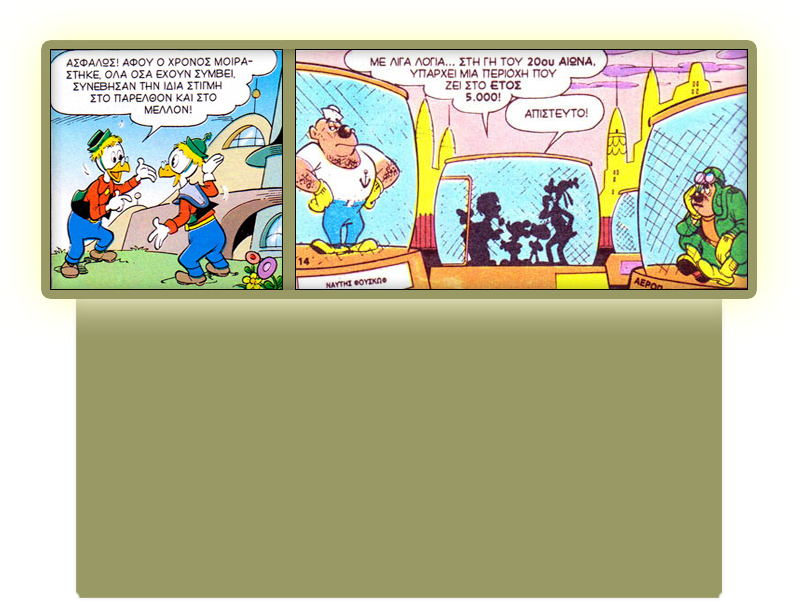 ΑΣΦΑΛΩΣ! ΑΦΟΥ Ο ΧΡΟΝΟΣ ΜΟΙΡΑ-
ΣΤΗΚΕ, ΟΛΑ ΟΣΑ ΕΧΟΥΝ ΣΥΜΒΕΙ,
ΣΥΝΕΒΗΣΑΝ ΤΗΝ ΙΔΙΑ ΣΤΙΓΜΗ
ΣΤΟ ΠΑΡΕΛΘΟΝ ΚΑΙ ΣΤΟ
ΜΕΛΛΟΝ!
ΜΕ ΛΙΓΑ ΛΟΓΙΑ... ΣΤΗ ΓΗ ΤΟΥ 20ου ΑΙΩΝΑ,
ΥΠΑΡΧΕΙ ΜΙΑ ΠΕΡΙΟΧΗ ΠΟΥ
ΖΕΙ ΣΤΟ ΕΤΟΣ
5.000!
ΑΠΙΣΤΕΥΤΟ!
14
ΝΑΥΤΗΣ ΦΟΥΣΚΩΦ
ΑΕΡΟΠ